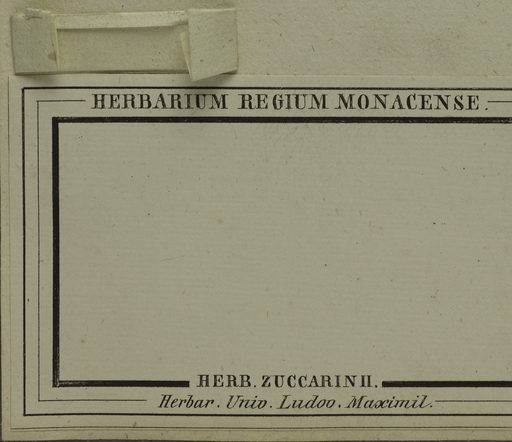 HERBARIUM REGIUM MONACENSE.
HERB. ZUCCARINII.
Herbar. Univ. Ludov. Maximil.